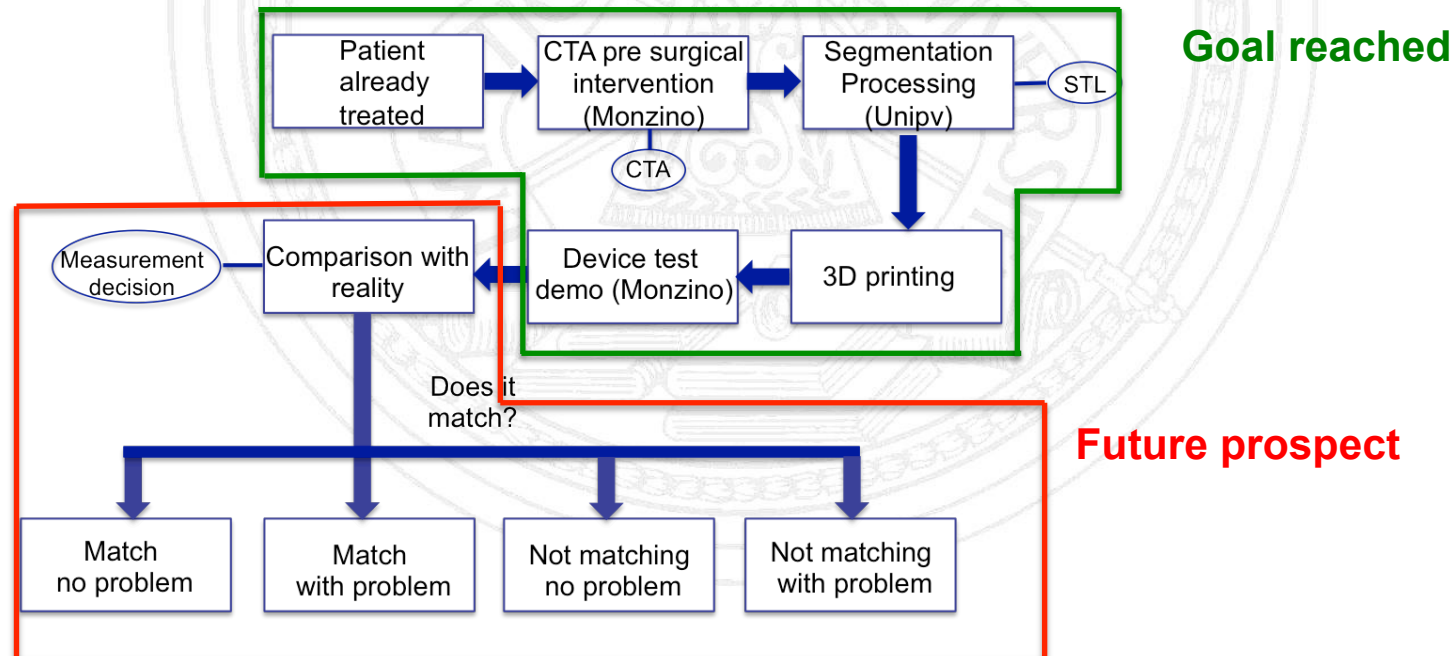 Goal reached
Patient
already
treated
CTA pre surgical
intervention
(Monzino)
Segmentation
Processing
(Unipv)
STL
CTA
Measurement
decision
Comparison with
reality
Device test
demo (Monzino)
3D printing
Does it
match?
Future prospect
Match
no problem
Match
with problem
Not matching
no problem
Not matching
with problem